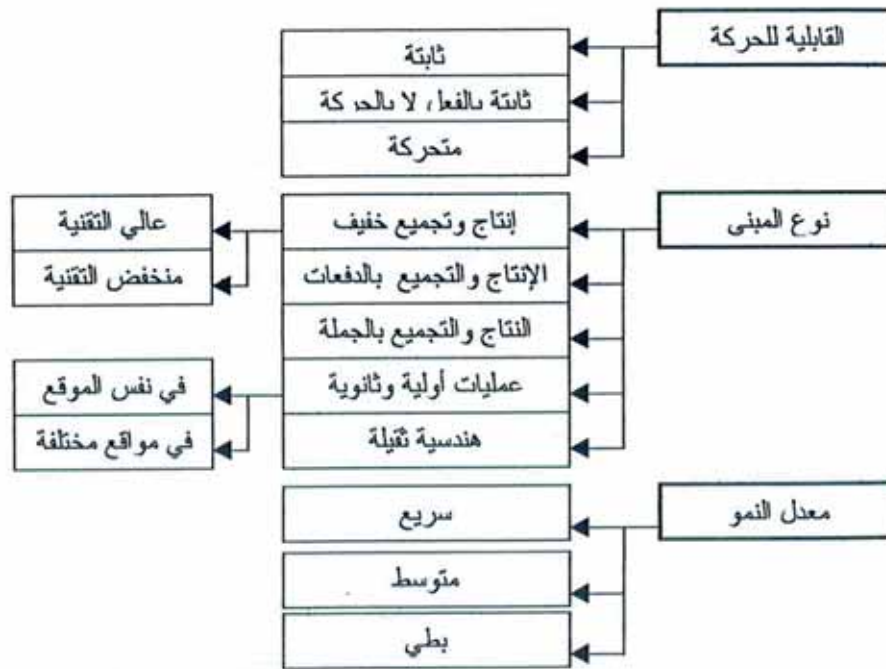 القابلية للحركة
ثابتة
ثابتة بالفعل لا بالحركة
متحركة
نوع المبنى
إنتاج وتجميع خفيف
عالي التقنية
منخفض التقنية
الإنتاج والتجميع بالدفعات
النتاج والتجميع بالجملة
عمليات أولية وثانوية
في نفس الموقع
في مواقع مختلفة
هندسية ثقيلة
معدل النمو
سريع
متوسط
بطي